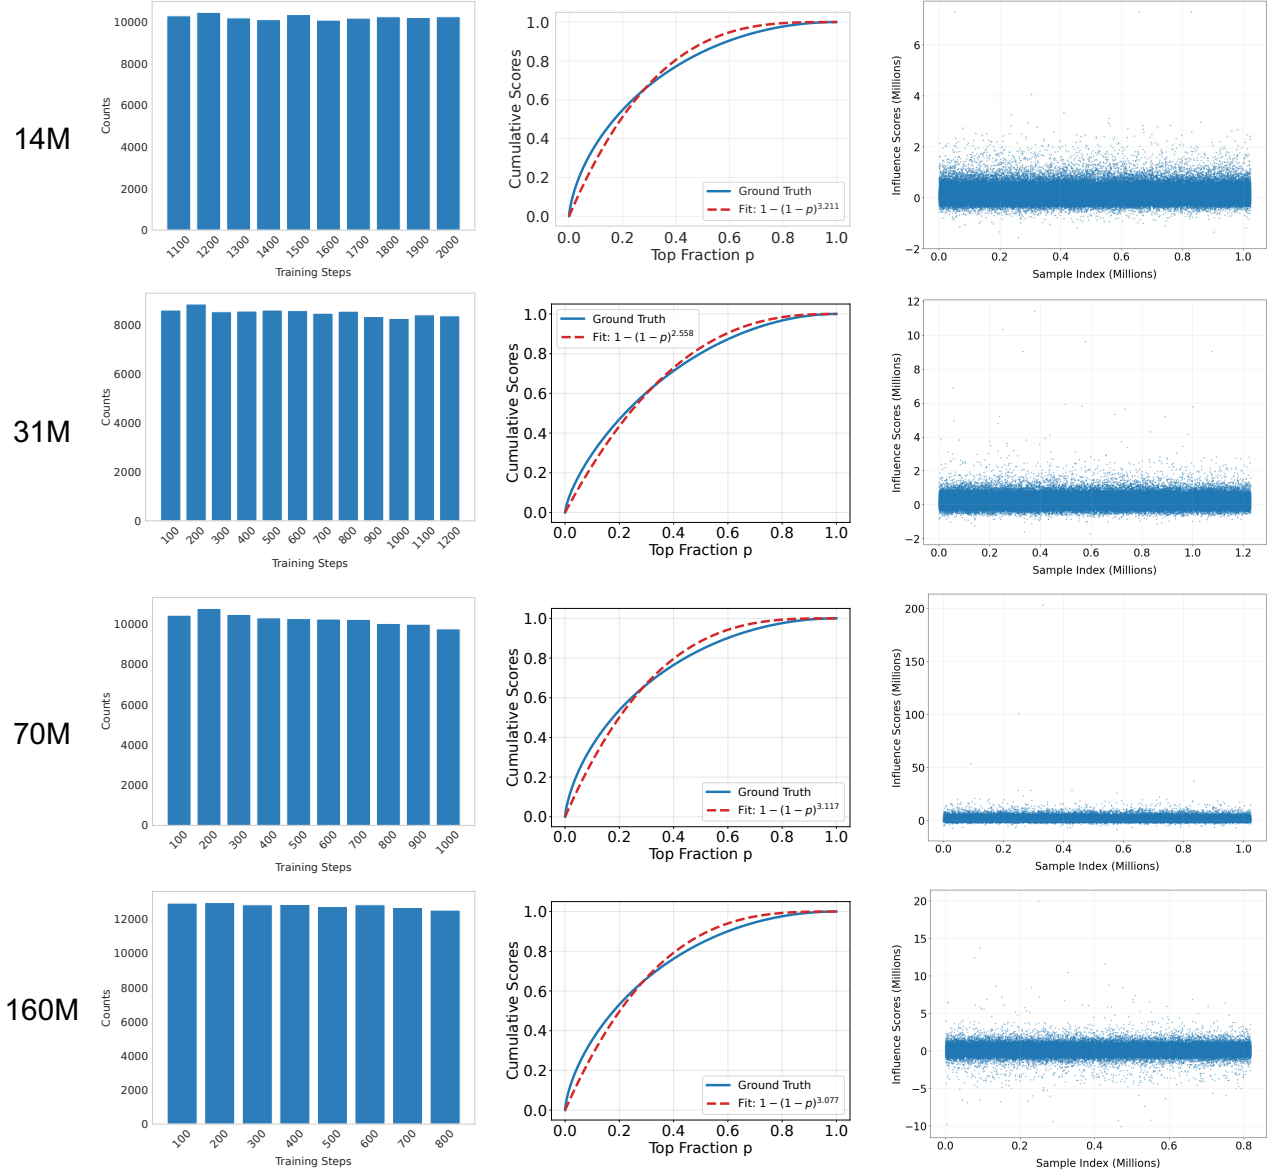 14M
10000
8000
6000
4000
2000
0
Counts
1100 1200 1300 1400 1500 1600 1700 1800 1900 2000
Training Steps
1.0
0.8
0.6
0.4
0.2
0.0
Cumulative Scores
Ground Truth
Fit: 1 − (1 − p)^3.211
0.0 0.2 0.4 0.6 0.8 1.0
Top Fraction p
6
4
2
0
−2
Influence Scores (Millions)
0.0 0.2 0.4 0.6 0.8 1.0
Sample Index (Millions)
31M
8000
6000
4000
2000
0
Counts
100 200 300 400 500 600 700 800 900 1000 1100 1200
Training Steps
1.0
0.8
0.6
0.4
0.2
0.0
Cumulative Scores
Ground Truth
Fit: 1 − (1 − p)^2.558
0.0 0.2 0.4 0.6 0.8 1.0
Top Fraction p
12
10
8
6
4
2
0
−2
Influence Scores (Millions)
0.0 0.2 0.4 0.6 0.8 1.0 1.2
Sample Index (Millions)
70M
10000
8000
6000
4000
2000
0
Counts
100 200 300 400 500 600 700 800 900 1000
Training Steps
1.0
0.8
0.6
0.4
0.2
0.0
Cumulative Scores
Ground Truth
Fit: 1 − (1 − p)^3.117
0.0 0.2 0.4 0.6 0.8 1.0
Top Fraction p
200
150
100
50
0
Influence Scores (Millions)
0.0 0.2 0.4 0.6 0.8 1.0
Sample Index (Millions)
160M
12000
10000
8000
6000
4000
2000
0
Counts
100 200 300 400 500 600 700 800
Training Steps
1.0
0.8
0.6
0.4
0.2
0.0
Cumulative Scores
Ground Truth
Fit: 1 − (1 − p)^3.077
0.0 0.2 0.4 0.6 0.8 1.0
Top Fraction p
20
15
10
5
0
−5
−10
Influence Scores (Millions)
0.0 0.2 0.4 0.6 0.8
Sample Index (Millions)